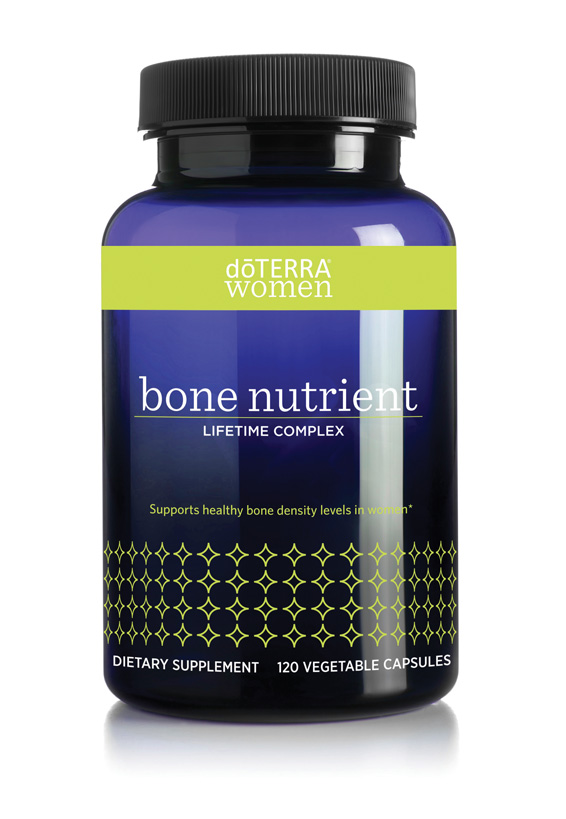 dōTERRA®
women
bone nutrient
LIFETIME COMPLEX
Supports healthy bone density levels in women*
DIETARY SUPPLEMENT 120 VEGETABLE CAPSULES